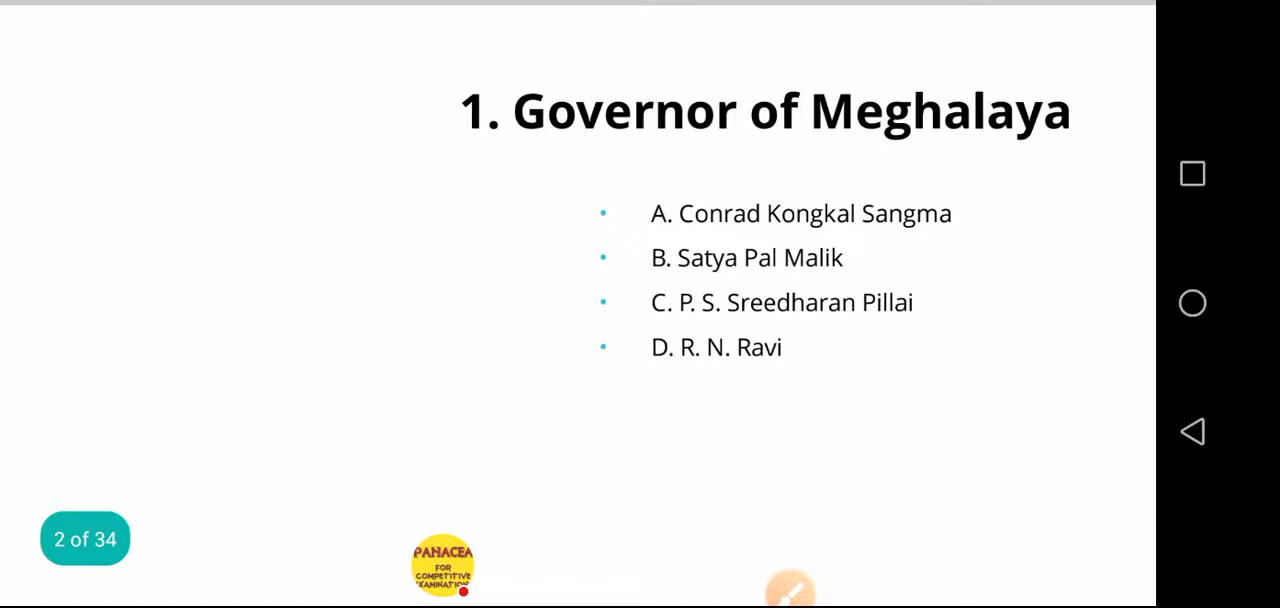 1. Governor of Meghalaya
• A. Conrad Kongkal Sangma
• B. Satya Pal Malik
• C. P. S. Sreedharan Pillai
• D. R. N. Ravi
2 of 34
PANACEA
FOR
COMPETITIVE
EXAMINATION